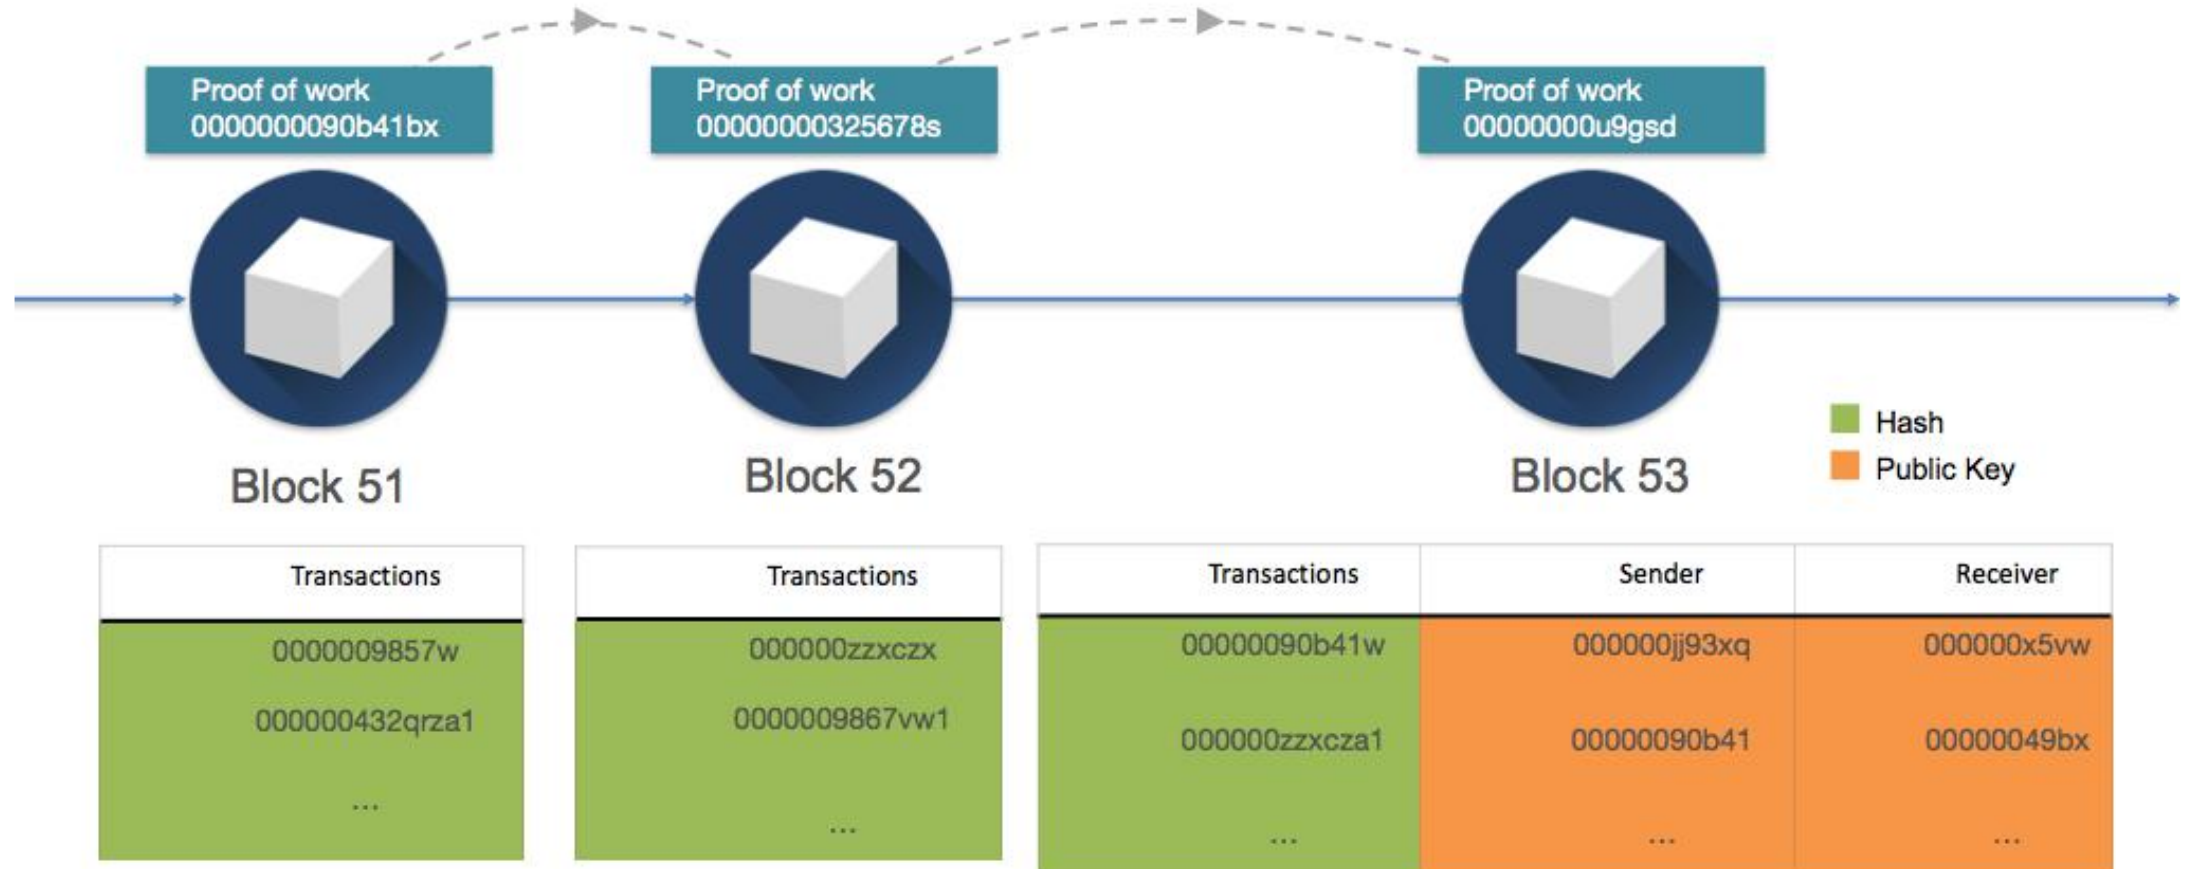 Proof of work
0000000090b41bx
Proof of work
00000000325678s
Proof of work
00000000u9gsd
Block 51
Block 52
Block 53
Hash
Public Key
Transactions
0000009857w
000000432qrza1
...
Transactions
000000zzxczx
0000009867vw1
...
Transactions Sender Receiver
00000090b41w 000000jj93xq 000000x5vw
000000zzxcza1 00000090b41 00000049bx
... ... ...